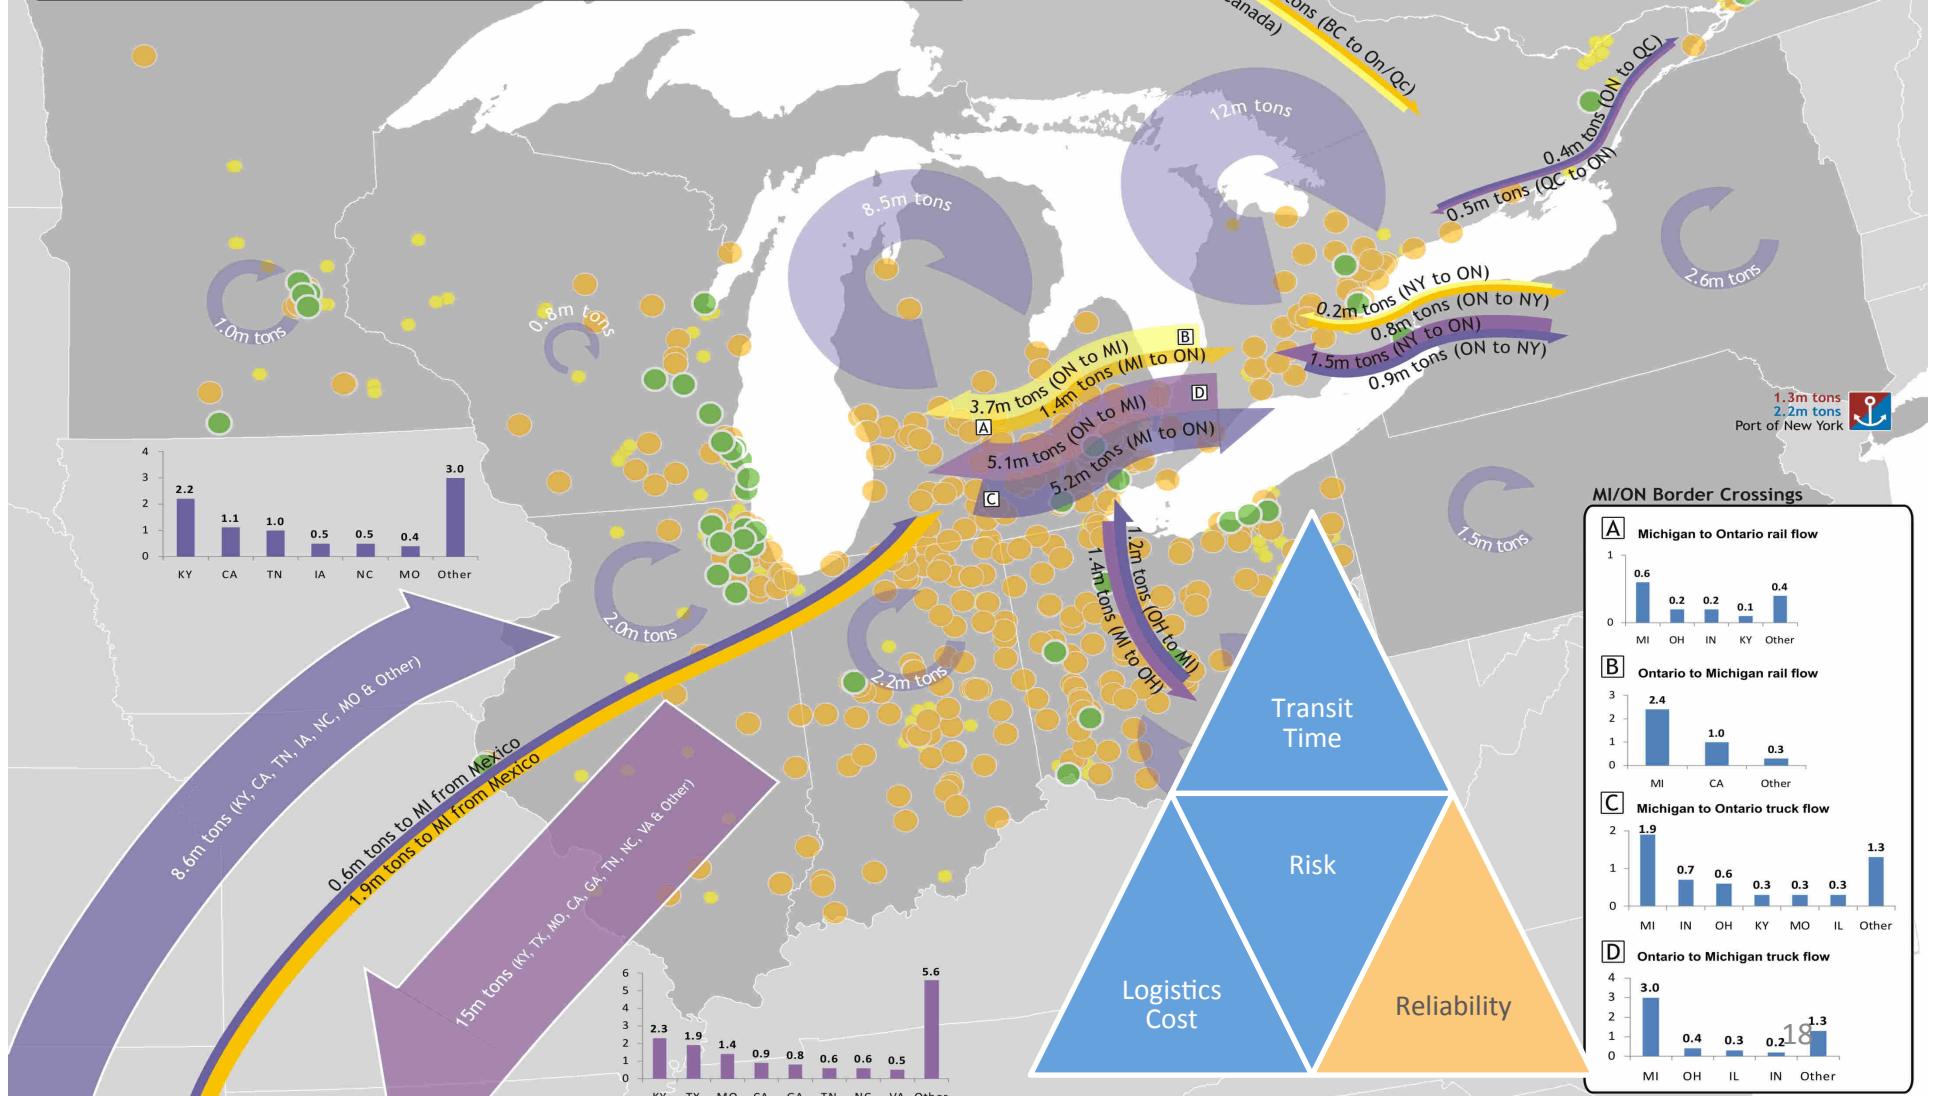 tons (BC to On/Qc)
Canada)
12m tons
0.4m tons (ON to QC)
0.5m tons (QC to ON)
8.5m tons
2.6m tons
1.0m tons
0.8m tons
0.2m tons (NY to ON)
0.8m tons (ON to NY)
1.5m tons (NY to ON)
0.9m tons (ON to NY)
B
3.7m tons (ON to MI)
1.4m tons (MI to ON)
A
D
5.1m tons (ON to MI)
5.2m tons (MI to ON)
C
1.3m tons
2.2m tons
Port of New York
4
3
2
1
0
2.2
1.1
1.0
0.5
0.5
0.4
3.0
KY CA TN IA NC MO Other
1.5m tons
2.0m tons
2.2m tons
1.2m tons (OH to MI)
1.4m tons (MI to OH)
8.6m tons (KY, CA, TN, IA, NC, MO & Other)
0.6m tons to MI from Mexico
1.9m tons to MI from Mexico
15m tons (KY, TX, MO, CA, GA, TN, NC, VA & Other)
6
5
4
3
2
1
0
2.3
1.9
1.4
0.9
0.8
0.6
0.6
0.5
5.6
KY TX MO CA GA TN NC VA Other
Transit
Time
Risk
Logistics
Cost
Reliability
MI/ON Border Crossings
A Michigan to Ontario rail flow
1
0
0.6
0.2
0.2
0.1
0.4
MI OH IN KY Other
B Ontario to Michigan rail flow
3
2
1
0
2.4
1.0
0.3
MI CA Other
C Michigan to Ontario truck flow
2
1
0
1.9
0.7
0.6
0.3
0.3
0.3
1.3
MI IN OH KY MO IL Other
D Ontario to Michigan truck flow
4
3
2
1
0
3.0
0.4
0.3
0.2
1.3
MI OH IL IN Other
18